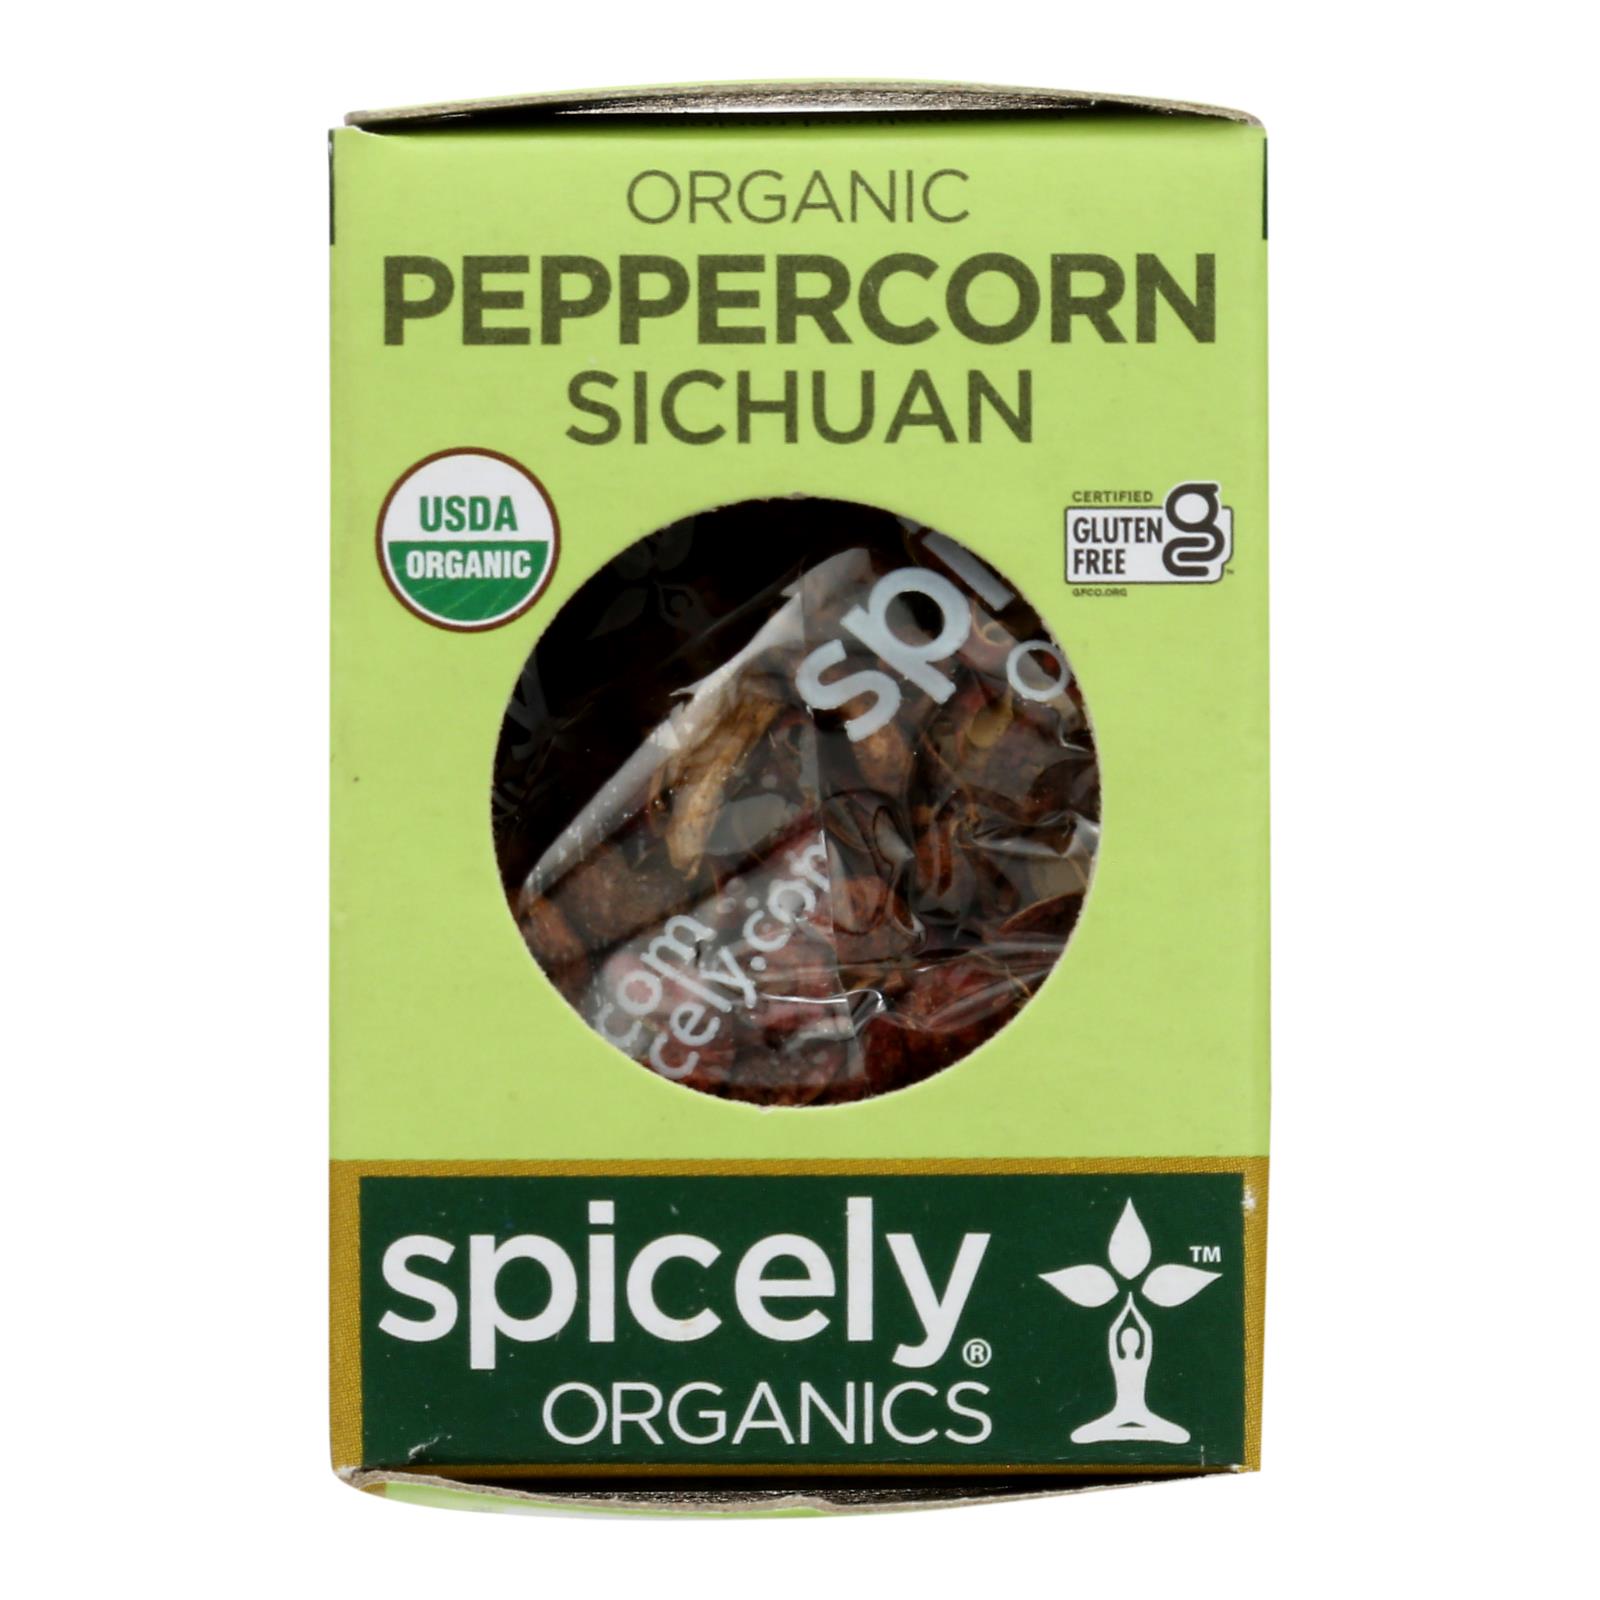 ORGANIC
PEPPERCORN
SICHUAN
USDA
ORGANIC
CERTIFIED
GLUTEN
FREE
GFCO.ORG
spicely®
ORGANICS
TM